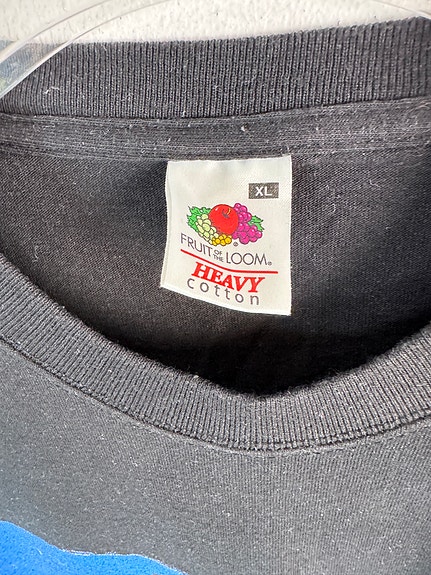 XL
FRUIT OF THE LOOM®
HEAVY
cotton